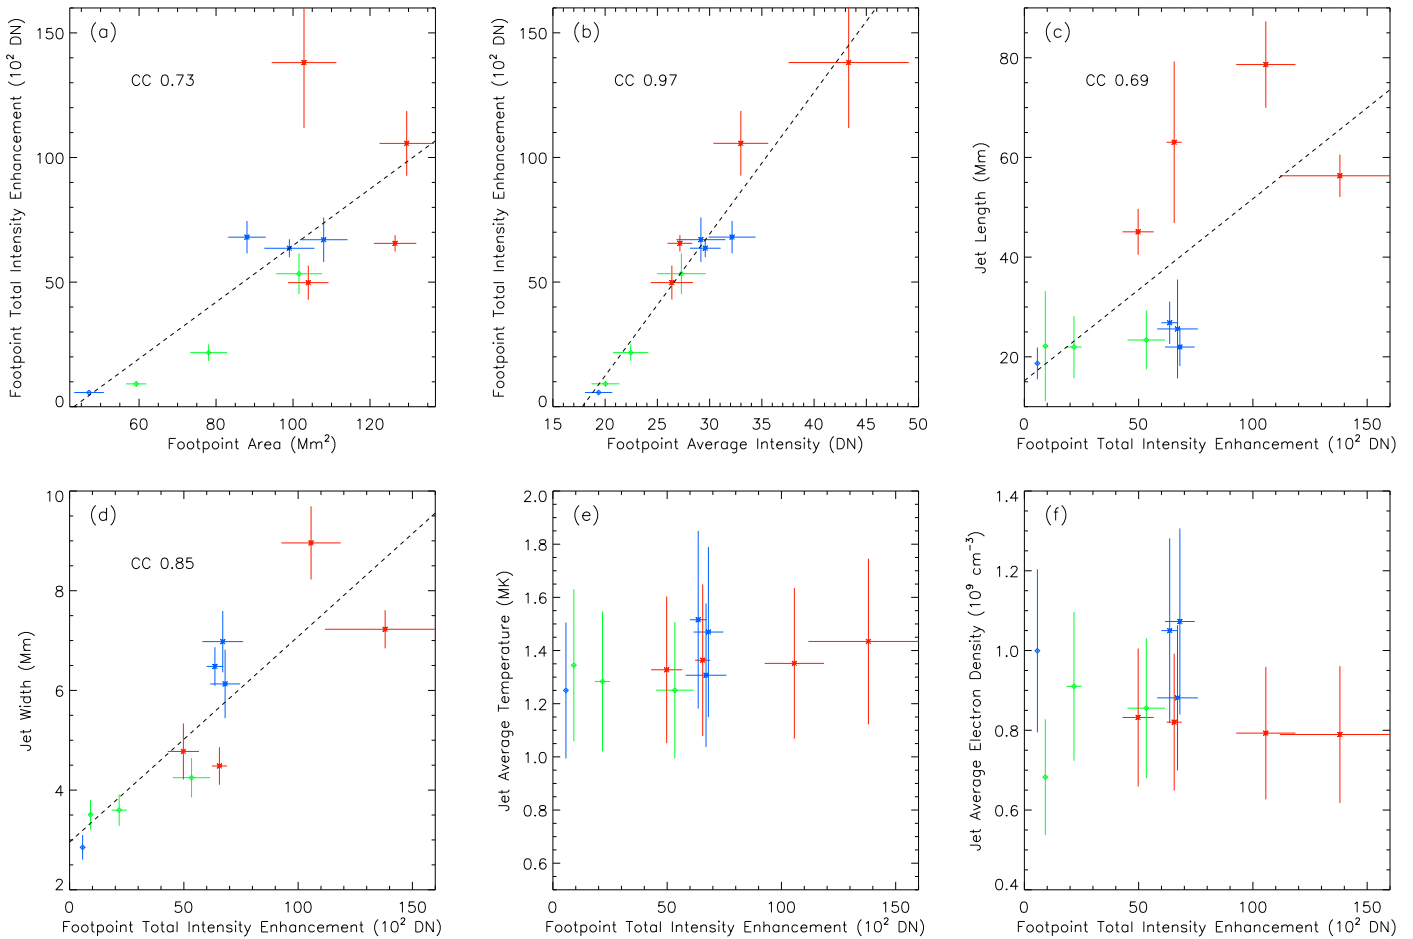 (a)
CC 0.73
150
100
50
0
60
80
100
120
Footpoint Area (Mm²)
Footpoint Total Intensity Enhancement (10² DN)
(b)
CC 0.97
150
100
50
0
15
20
25
30
35
40
45
50
Footpoint Average Intensity (DN)
Footpoint Total Intensity Enhancement (10² DN)
(c)
CC 0.69
80
60
40
20
0
50
100
150
Footpoint Total Intensity Enhancement (10² DN)
Jet Length (Mm)
(d)
CC 0.85
10
8
6
4
2
0
50
100
150
Footpoint Total Intensity Enhancement (10² DN)
Jet Width (Mm)
(e)
2.0
1.8
1.6
1.4
1.2
1.0
0.8
0.6
0
50
100
150
Footpoint Total Intensity Enhancement (10² DN)
Jet Average Temperature (MK)
(f)
1.4
1.2
1.0
0.8
0.6
0.4
0
50
100
150
Footpoint Total Intensity Enhancement (10² DN)
Jet Average Electron Density (10⁹ cm⁻³)